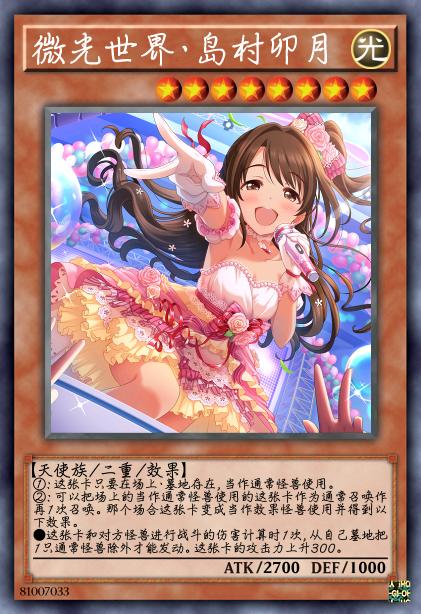 微光世界·岛村卯月
光
【天使族/二重/效果】
①:这张卡只要在场上·墓地存在,当作通常怪兽使用。
②:可以把场上的当作通常怪兽使用的这张卡作为通常召唤作
再1次召唤。那个场合这张卡变成当作效果怪兽使用并得到以
下效果。
●这张卡和对方怪兽进行战斗的伤害计算时1次,从自己墓地把
1只通常怪兽除外才能发动。这张卡的攻击力上升300。
ATK/2700 DEF/1000
81007033